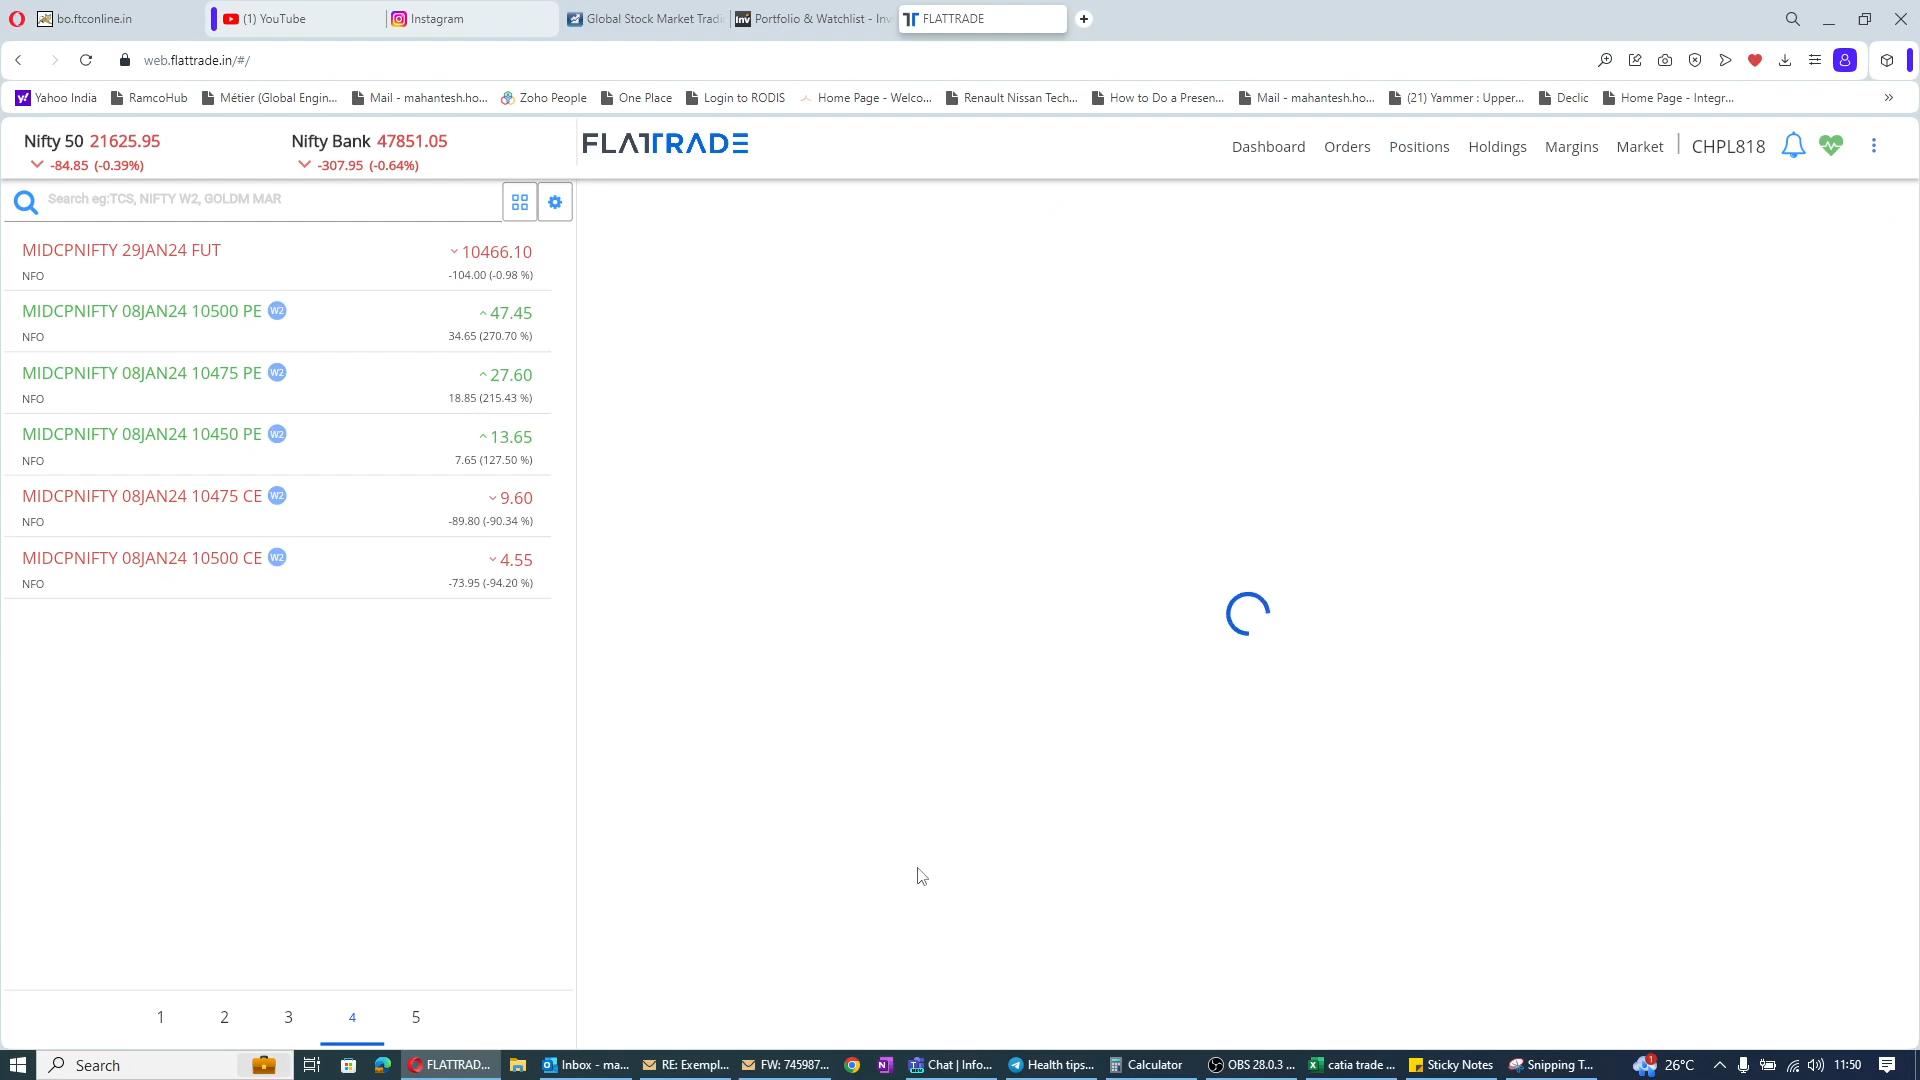 bo.ftconline.in
(1) YouTube
Instagram
Global Stock Market Tradi
Portfolio & Watchlist - Inv
FLATTRADE
web.flattrade.in/#/
Yahoo India
RamcoHub
Métier (Global Engin...
Mail - mahantesh.ho...
Zoho People
One Place
Login to RODIS
Home Page - Welco...
Renault Nissan Tech...
How to Do a Presen...
Mail - mahantesh.ho...
(21) Yammer : Upper...
Declic
Home Page - Integr...
Nifty 50 21625.95
-84.85 (-0.39%)
Nifty Bank 47851.05
-307.95 (-0.64%)
FLATTRADE
Dashboard
Orders
Positions
Holdings
Margins
Market
CHPL818
Search eg:TCS, NIFTY W2, GOLDM MAR
MIDCPNIFTY 29JAN24 FUT
10466.10
NFO
-104.00 (-0.98 %)
MIDCPNIFTY 08JAN24 10500 PE W2
47.45
NFO
34.65 (270.70 %)
MIDCPNIFTY 08JAN24 10475 PE W2
27.60
NFO
18.85 (215.43 %)
MIDCPNIFTY 08JAN24 10450 PE W2
13.65
NFO
7.65 (127.50 %)
MIDCPNIFTY 08JAN24 10475 CE W2
9.60
NFO
-89.80 (-90.34 %)
MIDCPNIFTY 08JAN24 10500 CE W2
4.55
NFO
-73.95 (-94.20 %)
1 2 3 4 5
Search
FLATTRAD...
Inbox - ma...
RE: Exempl...
FW: 745987...
Chat | Info...
Health tips...
Calculator
OBS 28.0.3 ...
catia trade ...
Sticky Notes
Snipping T...
1
26°C
11:50